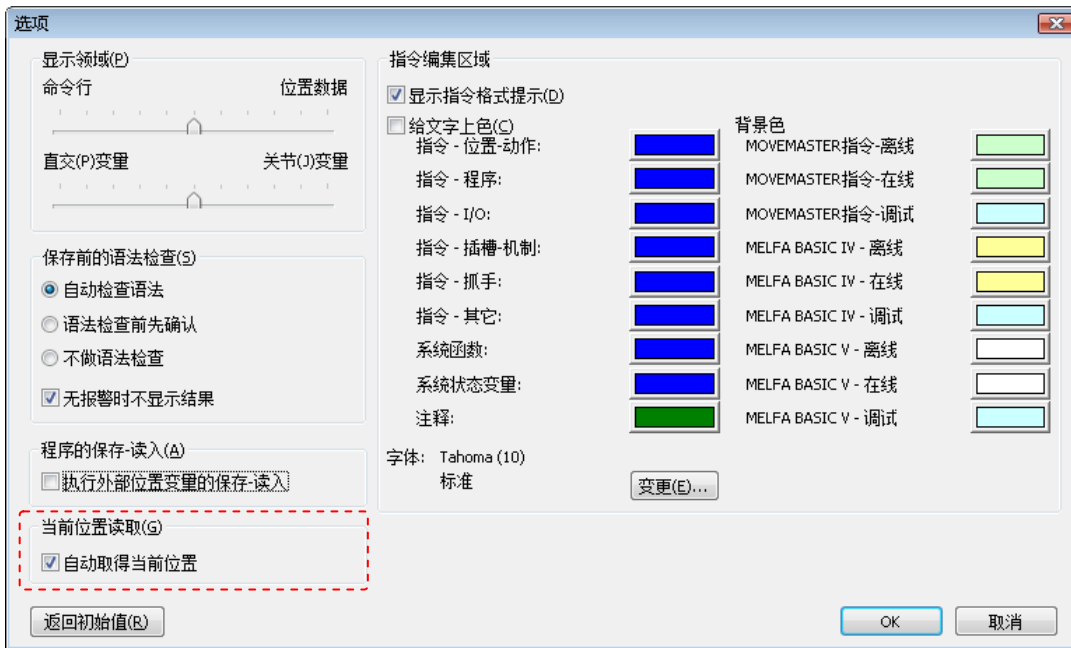 选项
显示领域(P)
命令行 位置数据
直交(P)变量 关节(J)变量
保存前的语法检查(S)
自动检查语法
语法检查前先确认
不做语法检查
无报警时不显示结果
程序的保存-读入(A)
执行外部位置变量的保存-读入
当前位置读取(G)
自动取得当前位置
返回初始值(R)
指令编集区域
显示指令格式提示(D)
给文字上色(C)
指令 - 位置-动作:
指令 - 程序:
指令 - I/O:
指令 - 插槽-机制:
指令 - 抓手:
指令 - 其它:
系统函数:
系统状态变量:
注释:
背景色
MOVEMASTER指令-离线
MOVEMASTER指令-在线
MOVEMASTER指令-调试
MELFA BASIC IV - 离线
MELFA BASIC IV - 在线
MELFA BASIC IV - 调试
MELFA BASIC V - 离线
MELFA BASIC V - 在线
MELFA BASIC V - 调试
字体: Tahoma (10)
标准
变更(E)...
OK
取消